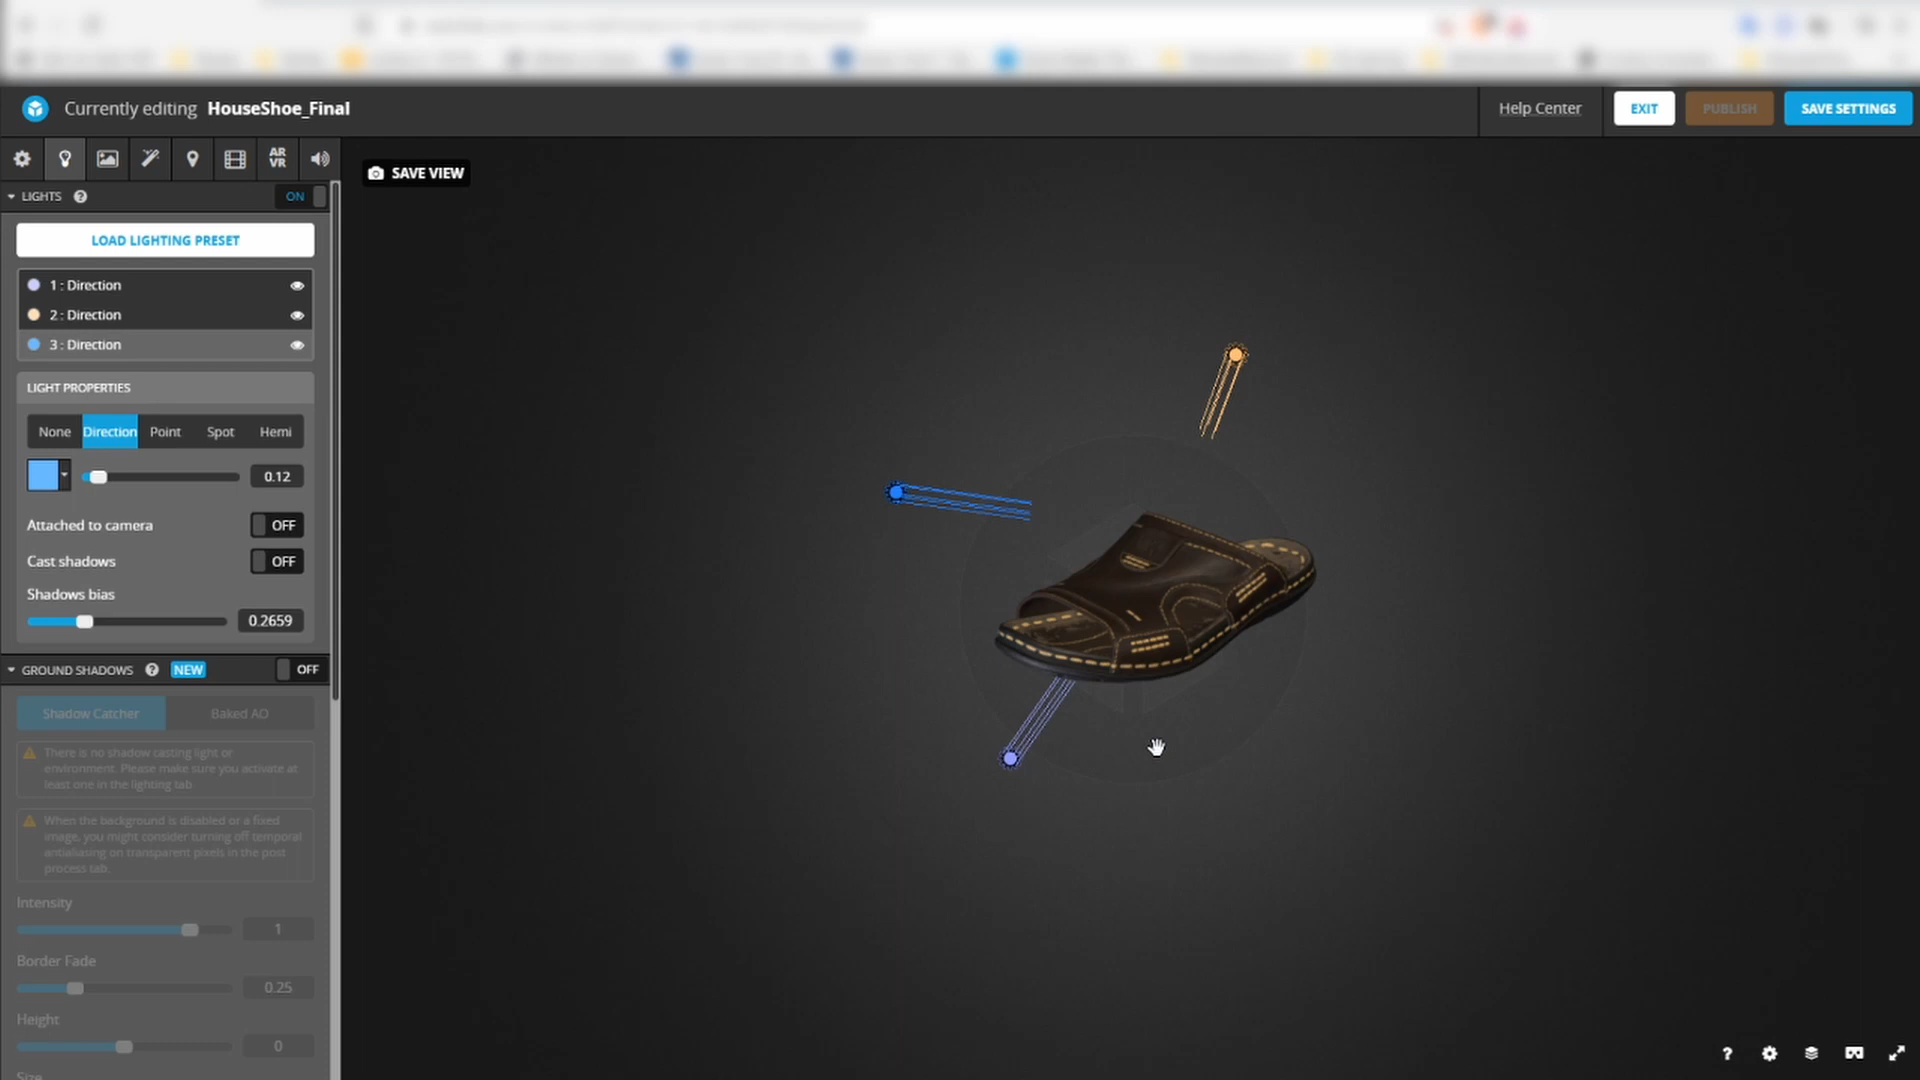 Currently editing HouseShoe_Final
Help Center
EXIT
PUBLISH
SAVE SETTINGS
AR
VR
SAVE VIEW
LIGHTS ?
ON
LOAD LIGHTING PRESET
1 : Direction
2 : Direction
3 : Direction
LIGHT PROPERTIES
None Direction Point Spot Hemi
0.12
Attached to camera OFF
Cast shadows OFF
Shadows bias
0.2659
GROUND SHADOWS ? NEW OFF
Shadow Catcher Baked AO
There is no shadow casting light or
environment. Please make sure you activate at
least one in the lighting tab
When the background is disabled or a fixed
image, you might consider turning off temporal
antialiasing on transparent pixels in the post
process tab.
Intensity
1
Border Fade
0.25
Height
0
Size
?